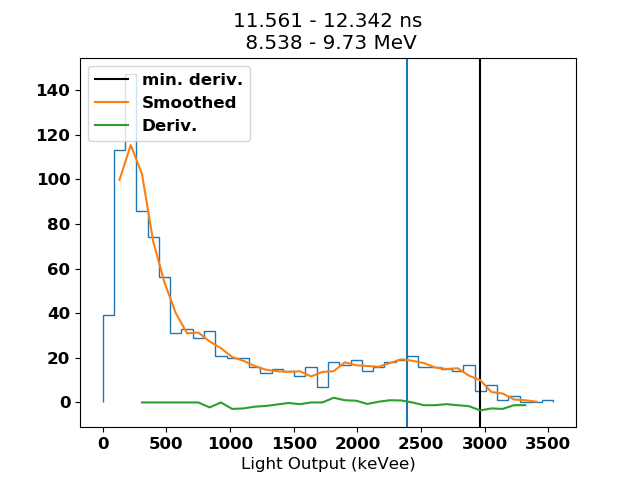 11.561 - 12.342 ns
8.538 - 9.73 MeV
min. deriv.
Smoothed
Deriv.
140
120
100
80
60
40
20
0
0 500 1000 1500 2000 2500 3000 3500
Light Output (keVee)